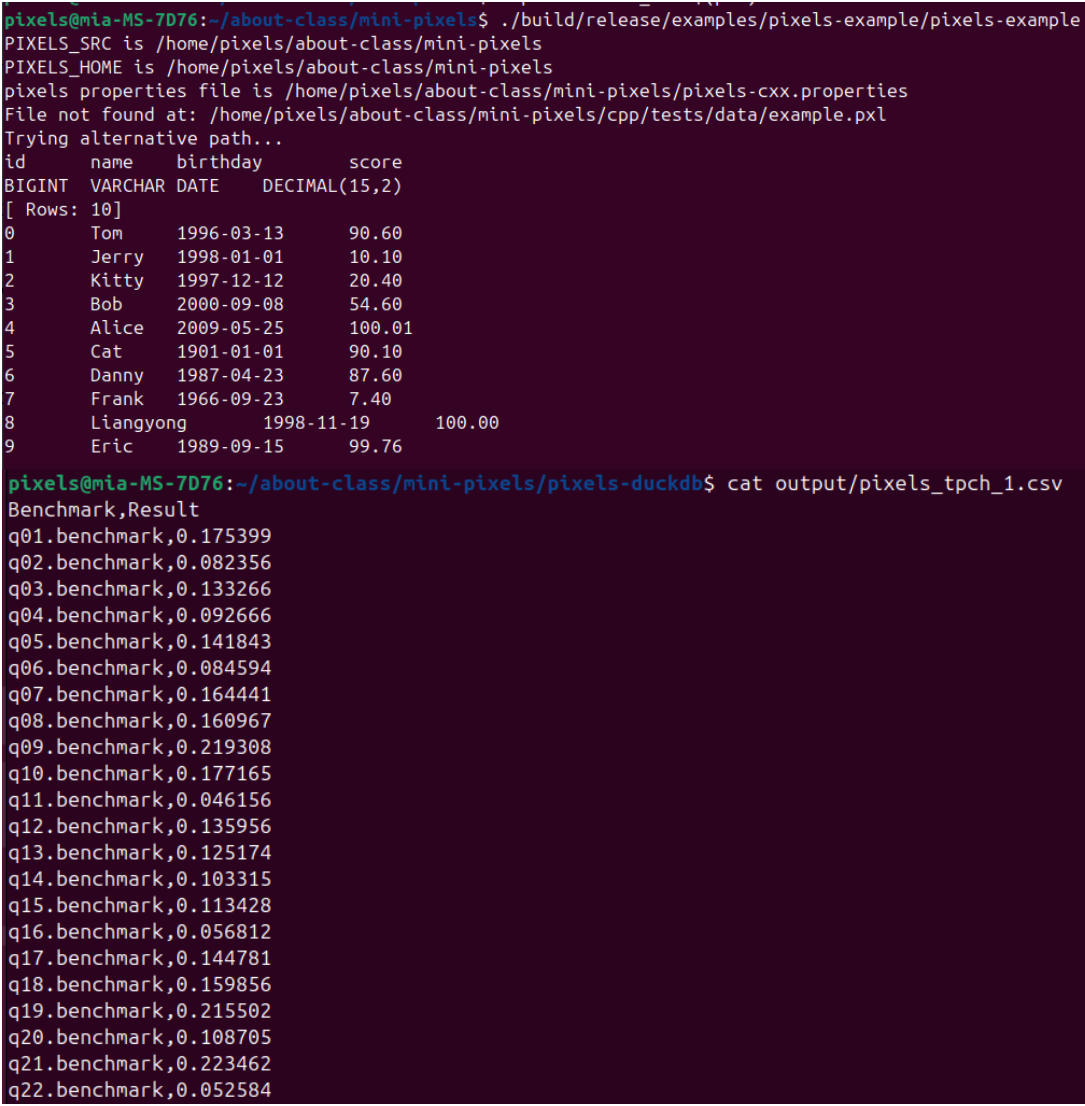 pixels@mia-MS-7D76:~/about-class/mini-pixels$ ./build/release/examples/pixels-example/pixels-example
PIXELS_SRC is /home/pixels/about-class/mini-pixels
PIXELS_HOME is /home/pixels/about-class/mini-pixels
pixels properties file is /home/pixels/about-class/mini-pixels/pixels-cxx.properties
File not found at: /home/pixels/about-class/mini-pixels/cpp/tests/data/example.pxl
Trying alternative path...
id name birthday score
BIGINT VARCHAR DATE DECIMAL(15,2)
[ Rows: 10]
0 Tom 1996-03-13 90.60
1 Jerry 1998-01-01 10.10
2 Kitty 1997-12-12 20.40
3 Bob 2000-09-08 54.60
4 Alice 2009-05-25 100.01
5 Cat 1901-01-01 90.10
6 Danny 1987-04-23 87.60
7 Frank 1966-09-23 7.40
8 Liangyong 1998-11-19 100.00
9 Eric 1989-09-15 99.76
pixels@mia-MS-7D76:~/about-class/mini-pixels/pixels-duckdb$ cat output/pixels_tpch_1.csv
Benchmark,Result
q01.benchmark,0.175399
q02.benchmark,0.082356
q03.benchmark,0.133266
q04.benchmark,0.092666
q05.benchmark,0.141843
q06.benchmark,0.084594
q07.benchmark,0.164441
q08.benchmark,0.160967
q09.benchmark,0.219308
q10.benchmark,0.177165
q11.benchmark,0.046156
q12.benchmark,0.135956
q13.benchmark,0.125174
q14.benchmark,0.103315
q15.benchmark,0.113428
q16.benchmark,0.056812
q17.benchmark,0.144781
q18.benchmark,0.159856
q19.benchmark,0.215502
q20.benchmark,0.108705
q21.benchmark,0.223462
q22.benchmark,0.052584